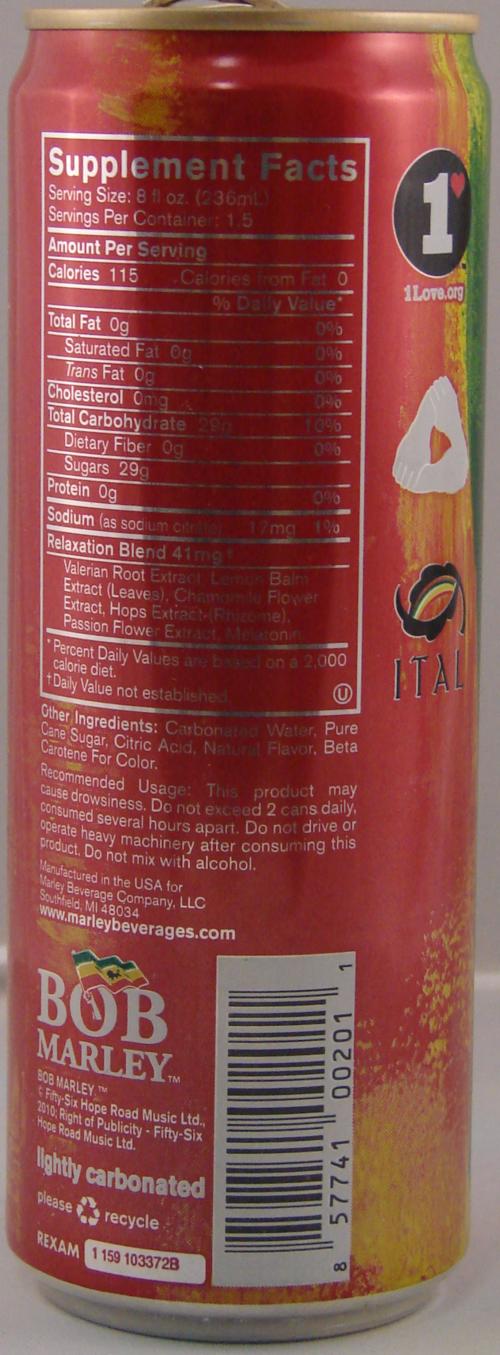 Supplement Facts
Serving Size: 8 fl oz. (236mL)
Servings Per Container: 1.5
Amount Per Serving
Calories 115 Calories from Fat 0
% Daily Value*
Total Fat 0g 0%
Saturated Fat 0g 0%
Trans Fat 0g 0%
Cholesterol 0mg 0%
Total Carbohydrate 29g 10%
Dietary Fiber 0g 0%
Sugars 29g
Protein 0g 0%
Sodium (as sodium citrate) 17mg 1%
Relaxation Blend 41mg†
Valerian Root Extract, Lemon Balm
Extract (Leaves), Chamomile Flower
Extract, Hops Extract (Rhizome),
Passion Flower Extract, Melatonin
*Percent Daily Values are based on a 2,000
calorie diet.
†Daily Value not established.
U
Other Ingredients: Carbonated Water, Pure
Cane Sugar, Citric Acid, Natural Flavor, Beta
Carotene For Color.
Recommended Usage: This product may
cause drowsiness. Do not exceed 2 cans daily,
consumed several hours apart. Do not drive or
operate heavy machinery after consuming this
product. Do not mix with alcohol.
Manufactured in the USA for
Marley Beverage Company, LLC
Southfield, MI 48034
www.marleybeverages.com
BOB
MARLEY™
BOB MARLEY™
© Fifty-Six Hope Road Music Ltd.,
2010; Right of Publicity - Fifty-Six
Hope Road Music Ltd.
lightly carbonated
please recycle
REXAM 1 159 103372B
8 57741 00201 1
1
1Love.org
ITAL